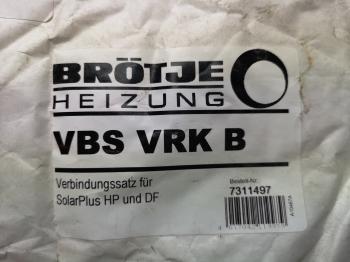 BRÖTJE
HEIZUNG
VBS VRK B
Verbindungssatz für
SolarPlus HP und DF
Bestell-Nr.
7311497